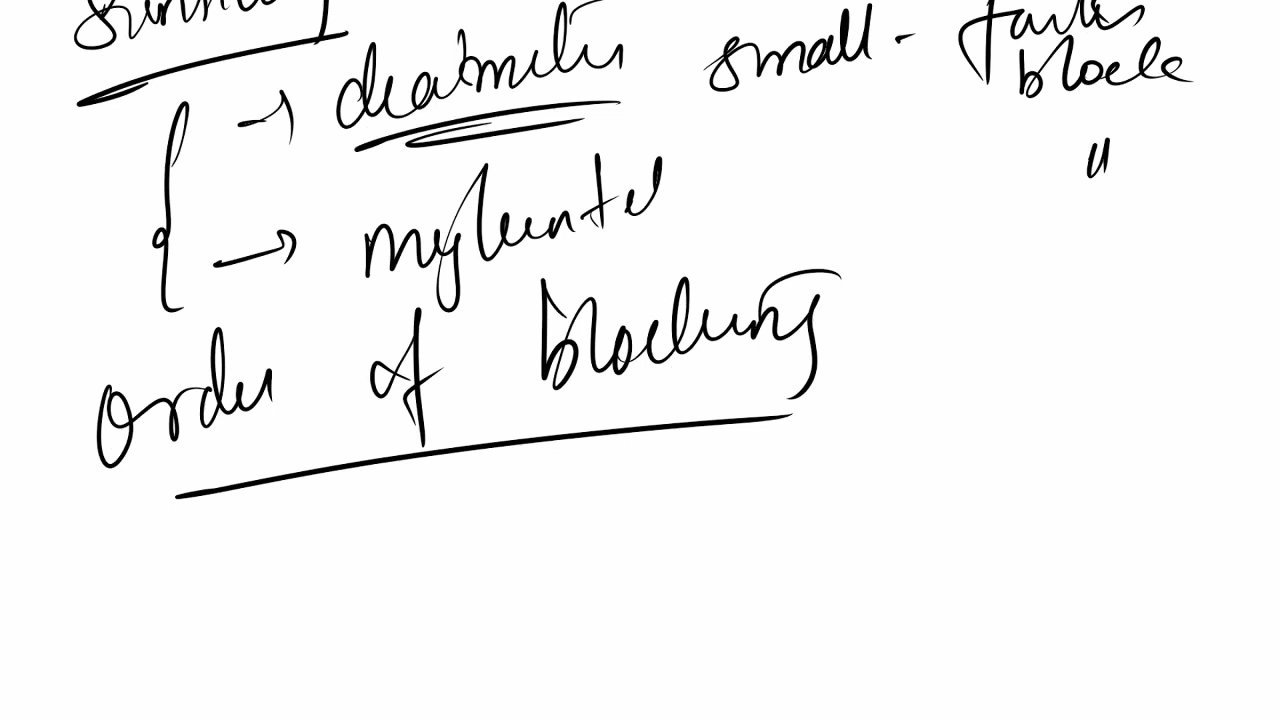 → diameter small - faster
block
→ myelinated "
order of blocking